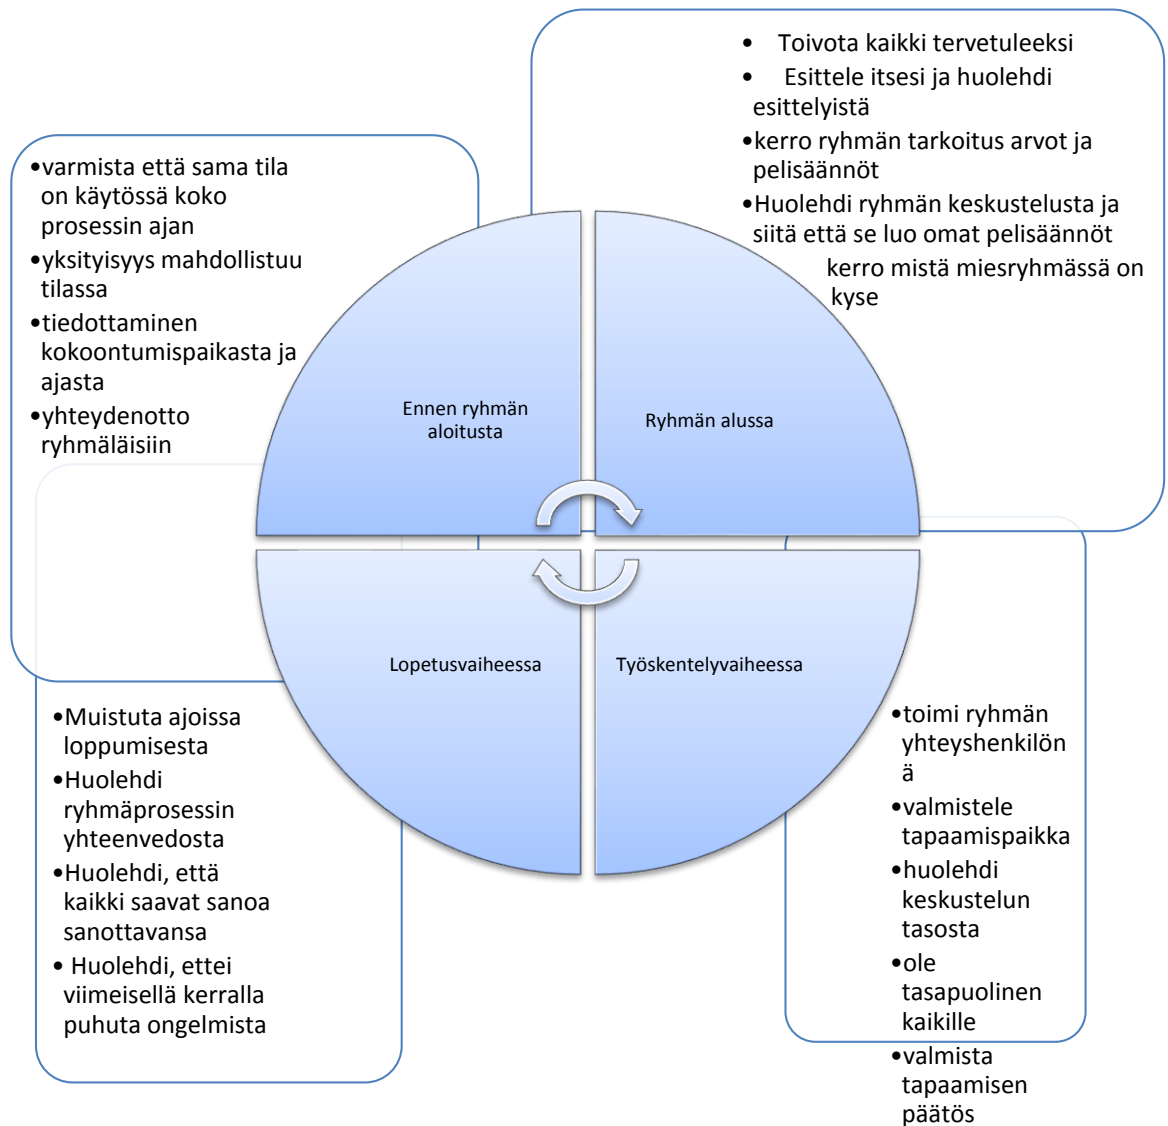 • Toivota kaikki tervetuleeksi
• Esittele itsesi ja huolehdi
esittelyistä
•kerro ryhmän tarkoitus arvot ja
pelisäännöt
•Huolehdi ryhmän keskustelusta ja
siitä että se luo omat pelisäännöt
kerro mistä miesryhmässä on
kyse
•varmista että sama tila
on käytössä koko
prosessin ajan
•yksityisyys mahdollistuu
tilassa
•tiedottaminen
kokoontumispaikasta ja
ajasta
•yhteydenotto
ryhmäläisiin
Ennen ryhmän
aloitusta
Ryhmän alussa
Lopetusvaiheessa
Työskentelyvaiheessa
•Muistuta ajoissa
loppumisesta
•Huolehdi
ryhmäprosessin
yhteenvedosta
•Huolehdi, että
kaikki saavat sanoa
sanottavansa
• Huolehdi, ettei
viimeisellä kerralla
puhuta ongelmista
•toimi ryhmän
yhteyshenkilön
ä
•valmistele
tapaamispaikka
•huolehdi
keskustelun
tasosta
•ole
tasapuolinen
kaikille
•valmista
tapaamisen
päätös